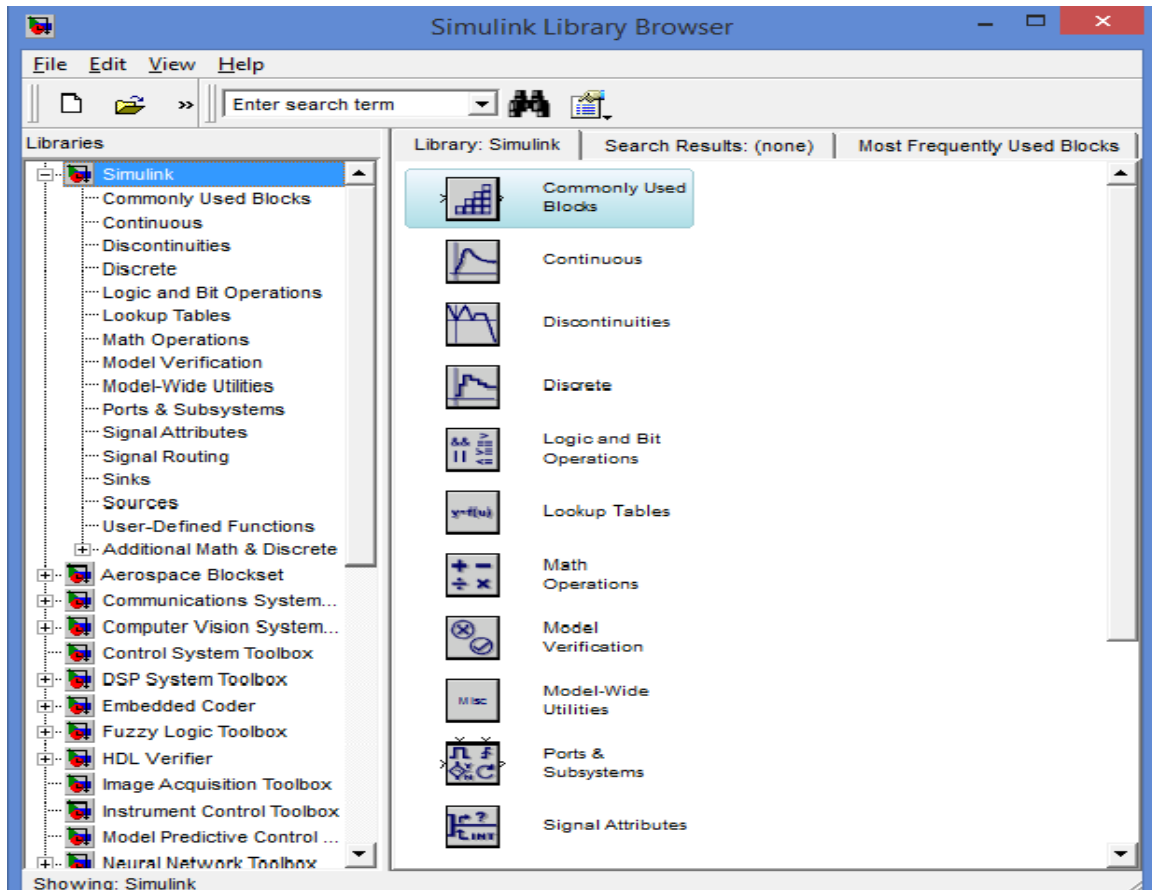 Simulink Library Browser
File Edit View Help
» Enter search term
Libraries
Simulink
Commonly Used Blocks
Continuous
Discontinuities
Discrete
Logic and Bit Operations
Lookup Tables
Math Operations
Model Verification
Model-Wide Utilities
Ports & Subsystems
Signal Attributes
Signal Routing
Sinks
Sources
User-Defined Functions
Additional Math & Discrete
Aerospace Blockset
Communications System...
Computer Vision System...
Control System Toolbox
DSP System Toolbox
Embedded Coder
Fuzzy Logic Toolbox
HDL Verifier
Image Acquisition Toolbox
Instrument Control Toolbox
Model Predictive Control ...
Neural Network Toolbox
Library: Simulink Search Results: (none) Most Frequently Used Blocks
Commonly Used
Blocks
Continuous
Discontinuities
Discrete
&& || > >= <=
Logic and Bit
Operations
y=f(u)
Lookup Tables
+ − ÷ ×
Math
Operations
Model
Verification
Misc
Model-Wide
Utilities
Ports &
Subsystems
? INT
Signal Attributes
Showing: Simulink